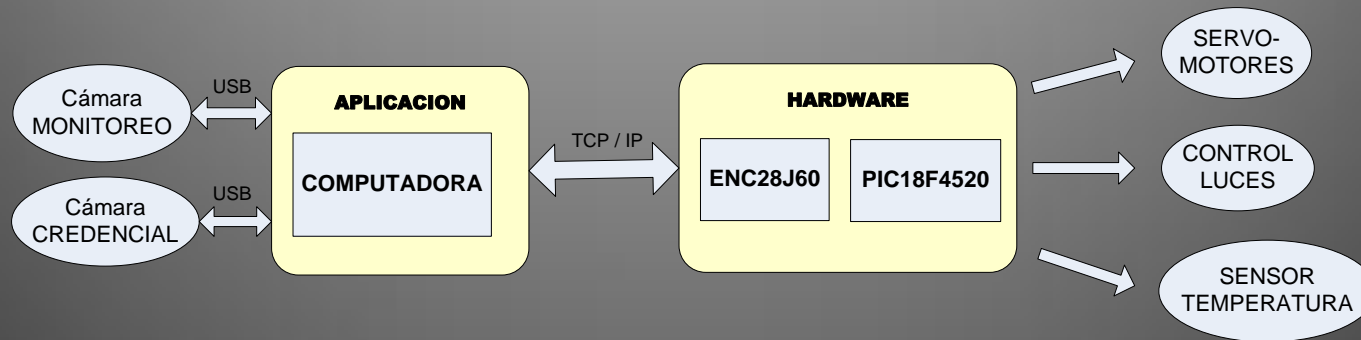 Cámara
MONITOREO
USB
Cámara
CREDENCIAL
USB
APLICACION
COMPUTADORA
TCP / IP
HARDWARE
ENC28J60
PIC18F4520
SERVO-
MOTORES
CONTROL
LUCES
SENSOR
TEMPERATURA